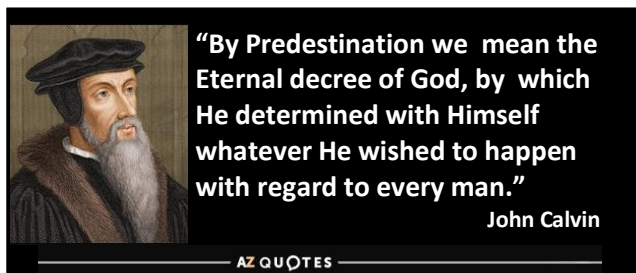 “By Predestination we mean the
Eternal decree of God, by which
He determined with Himself
whatever He wished to happen
with regard to every man.”
John Calvin
AZ QUOTES